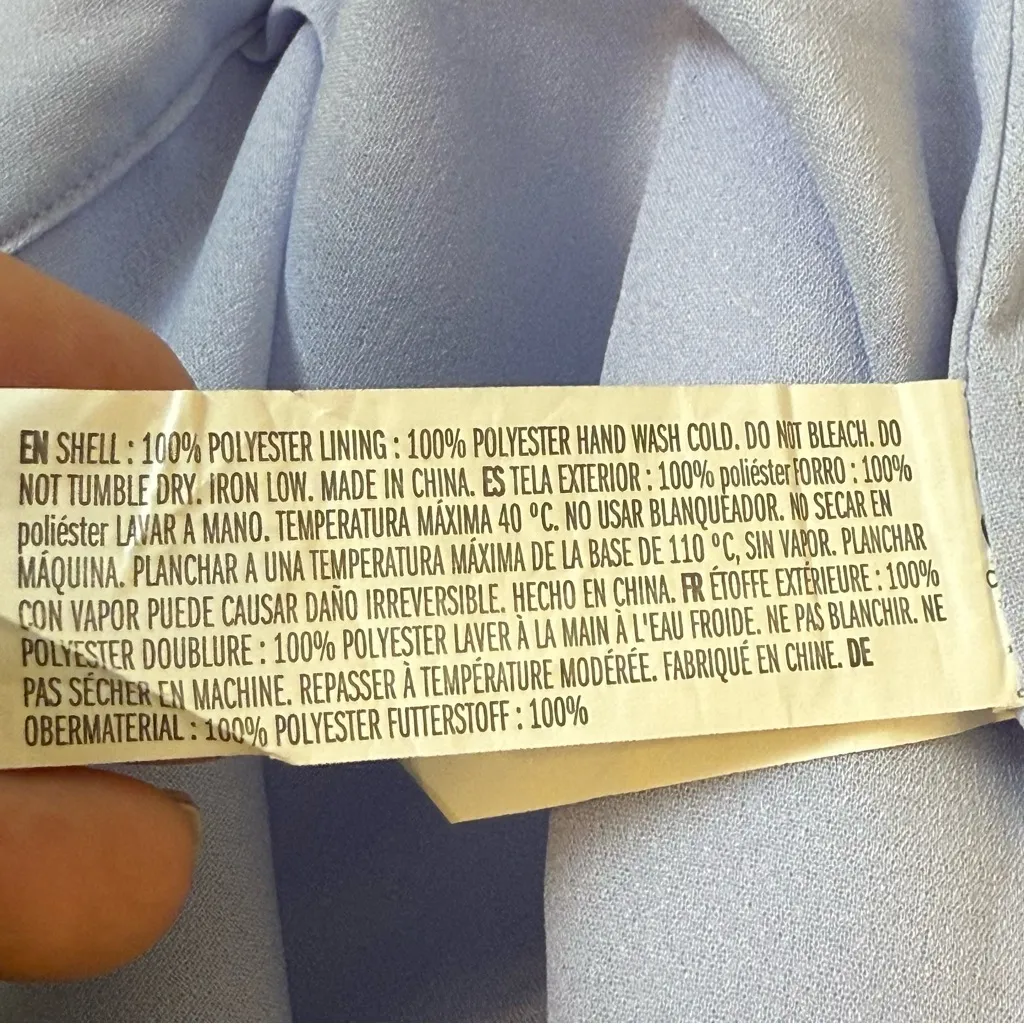 EN SHELL : 100% POLYESTER LINING : 100% POLYESTER HAND WASH COLD. DO NOT BLEACH. DO
NOT TUMBLE DRY. IRON LOW. MADE IN CHINA. ES TELA EXTERIOR : 100% poliéster FORRO : 100%
poliéster LAVAR A MANO. TEMPERATURA MÁXIMA 40 °C. NO USAR BLANQUEADOR. NO SECAR EN
MÁQUINA. PLANCHAR A UNA TEMPERATURA MÁXIMA DE LA BASE DE 110 °C, SIN VAPOR. PLANCHAR
CON VAPOR PUEDE CAUSAR DAÑO IRREVERSIBLE. HECHO EN CHINA. FR ÉTOFFE EXTÉRIEURE : 100%
POLYESTER DOUBLURE : 100% POLYESTER LAVER À LA MAIN À L'EAU FROIDE. NE PAS BLANCHIR. NE
PAS SÉCHER EN MACHINE. REPASSER À TEMPÉRATURE MODÉRÉE. FABRIQUÉ EN CHINE. DE
OBERMATERIAL : 100% POLYESTER FUTTERSTOFF : 100%